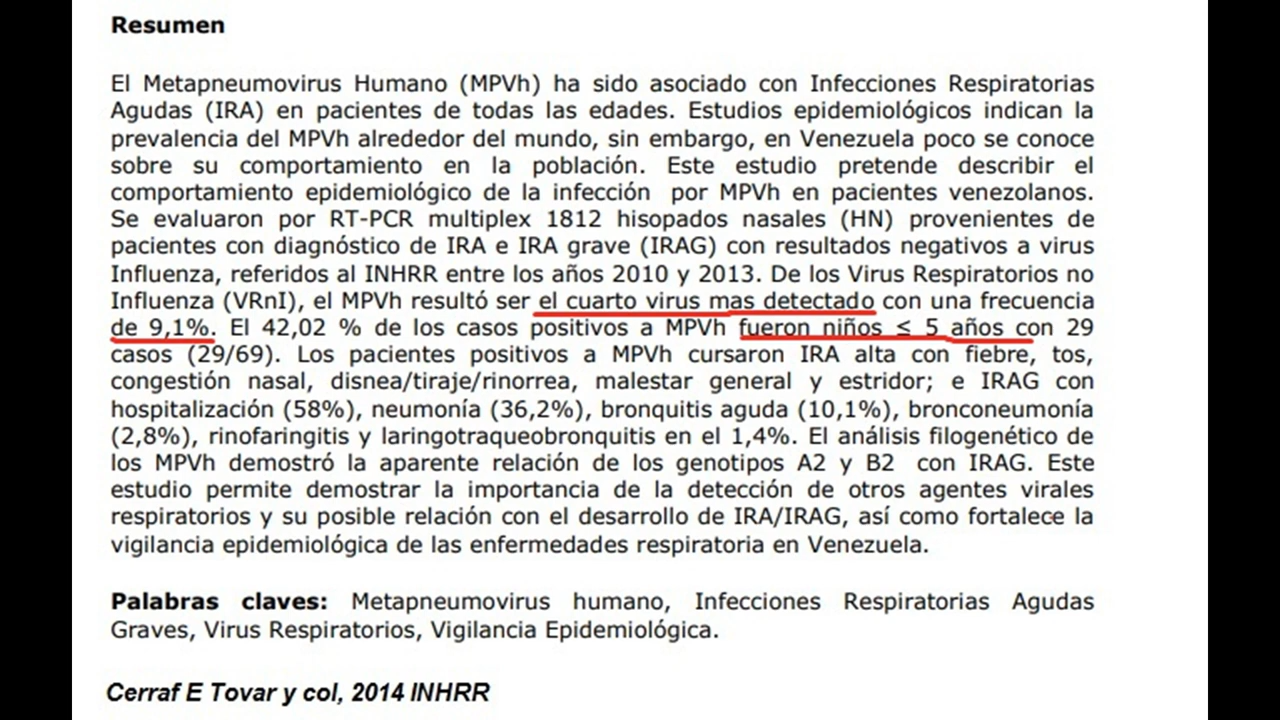 Resumen
El Metapneumovirus Humano (MPVh) ha sido asociado con Infecciones Respiratorias
Agudas (IRA) en pacientes de todas las edades. Estudios epidemiológicos indican la
prevalencia del MPVh alrededor del mundo, sin embargo, en Venezuela poco se conoce
sobre su comportamiento en la población. Este estudio pretende describir el
comportamiento epidemiológico de la infección por MPVh en pacientes venezolanos.
Se evaluaron por RT-PCR multiplex 1812 hisopados nasales (HN) provenientes de
pacientes con diagnóstico de IRA e IRA grave (IRAG) con resultados negativos a virus
Influenza, referidos al INHRR entre los años 2010 y 2013. De los Virus Respiratorios no
Influenza (VRnI), el MPVh resultó ser el cuarto virus mas detectado con una frecuencia
de 9,1%. El 42,02 % de los casos positivos a MPVh fueron niños ≤ 5 años con 29
casos (29/69). Los pacientes positivos a MPVh cursaron IRA alta con fiebre, tos,
congestión nasal, disnea/tiraje/rinorrea, malestar general y estridor; e IRAG con
hospitalización (58%), neumonía (36,2%), bronquitis aguda (10,1%), bronconeumonía
(2,8%), rinofaringitis y laringotraqueobronquitis en el 1,4%. El análisis filogenético de
los MPVh demostró la aparente relación de los genotipos A2 y B2 con IRAG. Este
estudio permite demostrar la importancia de la detección de otros agentes virales
respiratorios y su posible relación con el desarrollo de IRA/IRAG, así como fortalece la
vigilancia epidemiológica de las enfermedades respiratoria en Venezuela.
Palabras claves: Metapneumovirus humano, Infecciones Respiratorias Agudas
Graves, Virus Respiratorios, Vigilancia Epidemiológica.
Cerraf E Tovar y col, 2014 INHRR